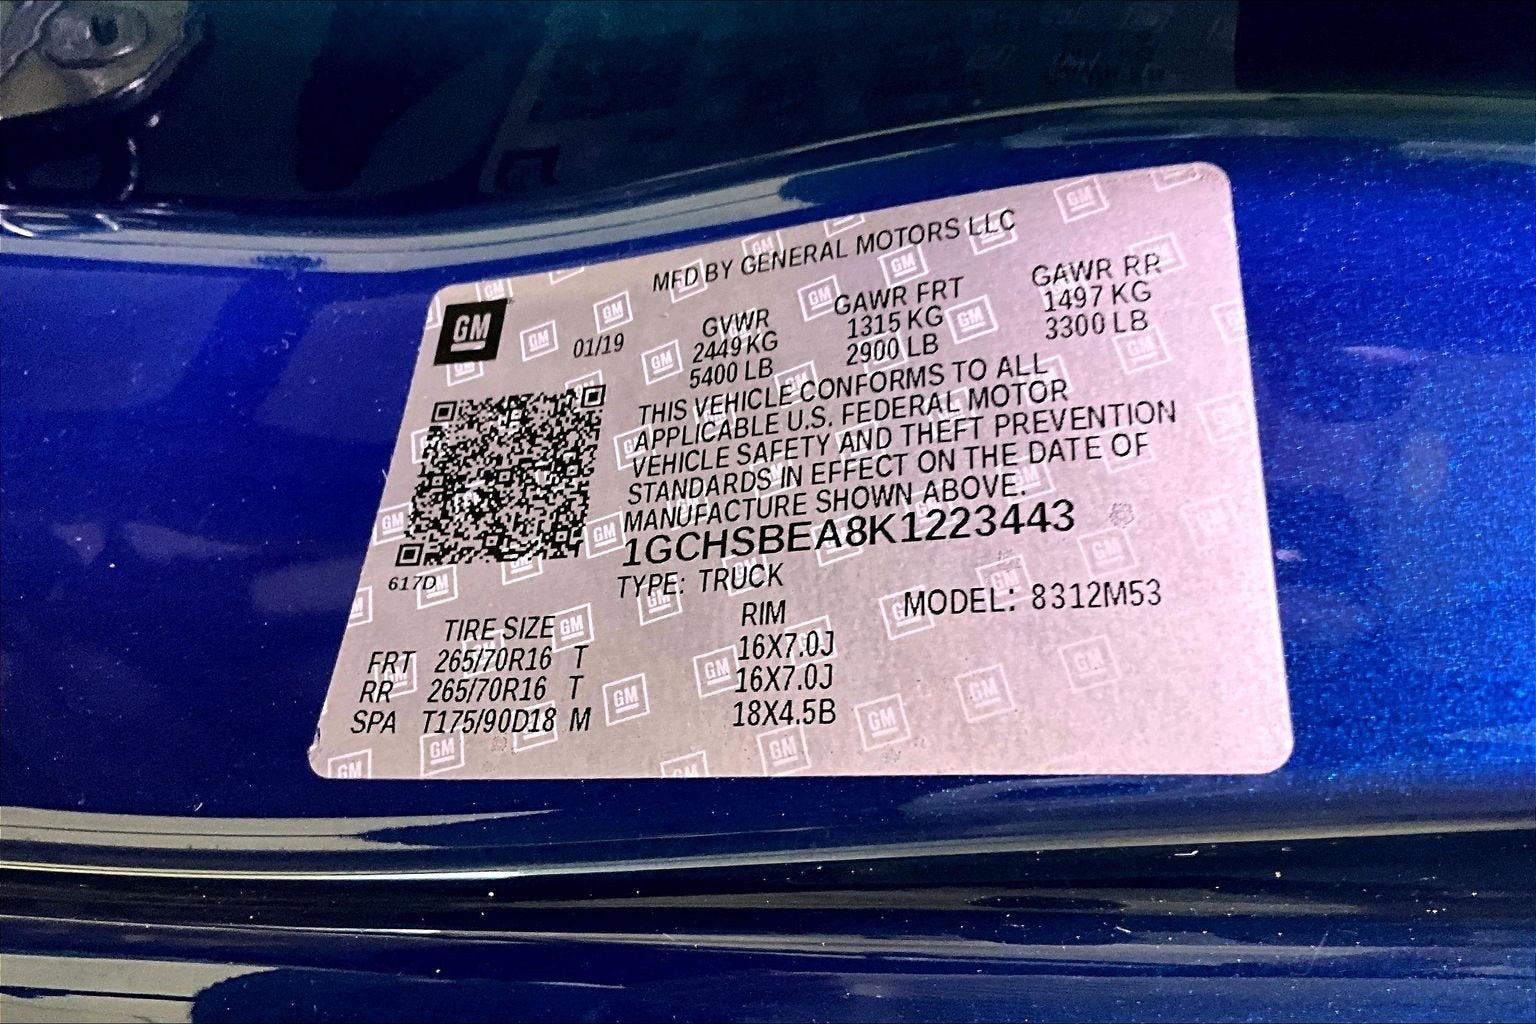 MFD BY GENERAL MOTORS LLC
GM
01/19
GVWR
2449 KG
5400 LB
GAWR FRT
1315 KG
2900 LB
GAWR RR
1497 KG
3300 LB
THIS VEHICLE CONFORMS TO ALL
APPLICABLE U.S. FEDERAL MOTOR
VEHICLE SAFETY AND THEFT PREVENTION
STANDARDS IN EFFECT ON THE DATE OF
MANUFACTURE SHOWN ABOVE.
1GCHSBEA8K1223443
617D
TYPE: TRUCK
MODEL: 8312M53
TIRE SIZE RIM
FRT 265/70R16 T 16X7.0J
RR 265/70R16 T 16X7.0J
SPA T175/90D18 M 18X4.5B